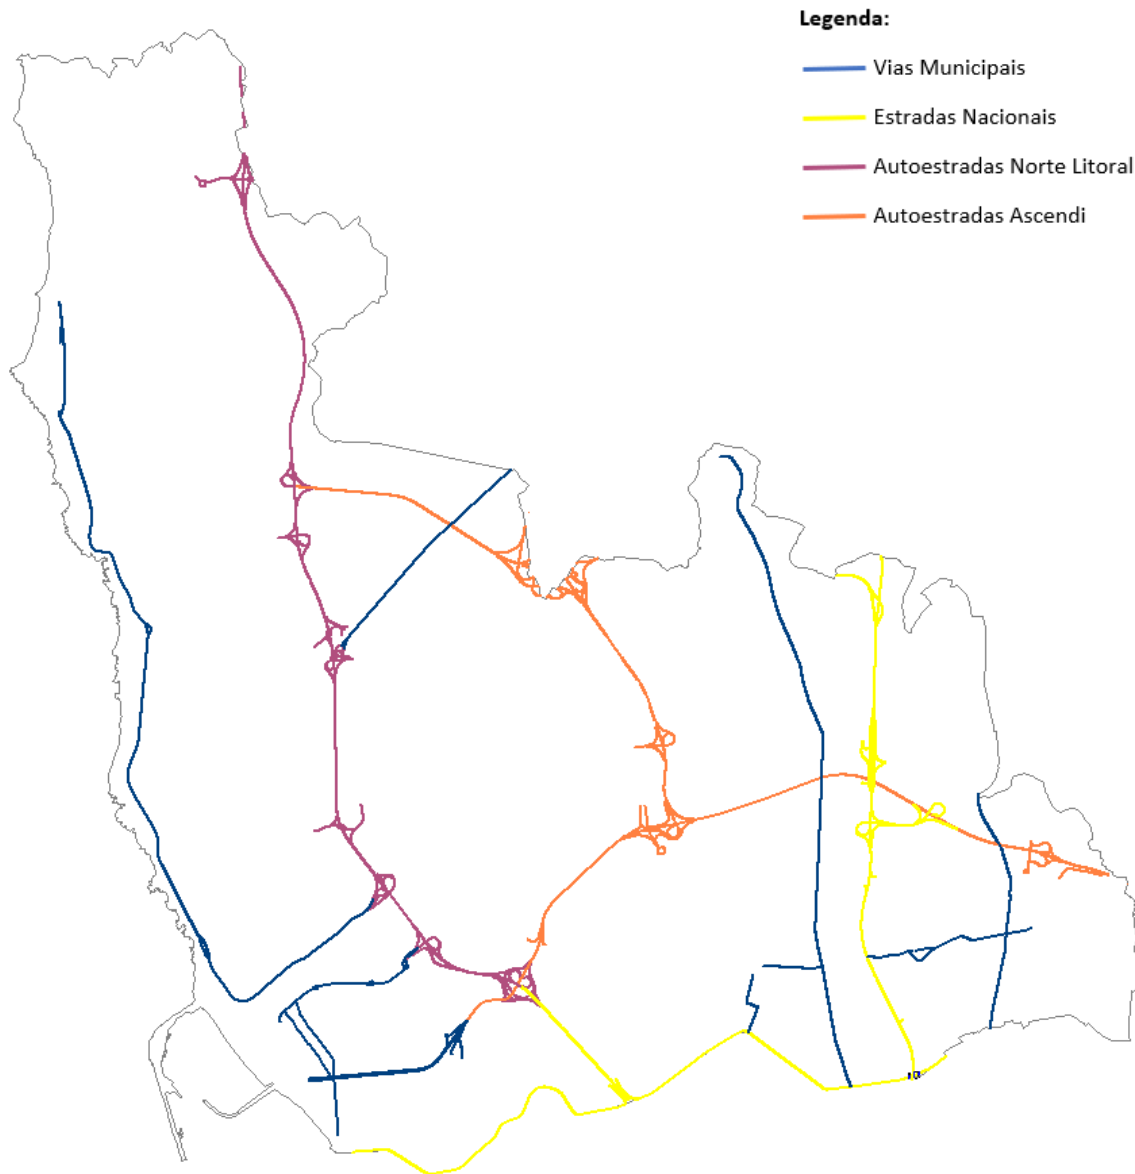 Legenda:
Vias Municipais
Estradas Nacionais
Autoestradas Norte Litoral
Autoestradas Ascendi